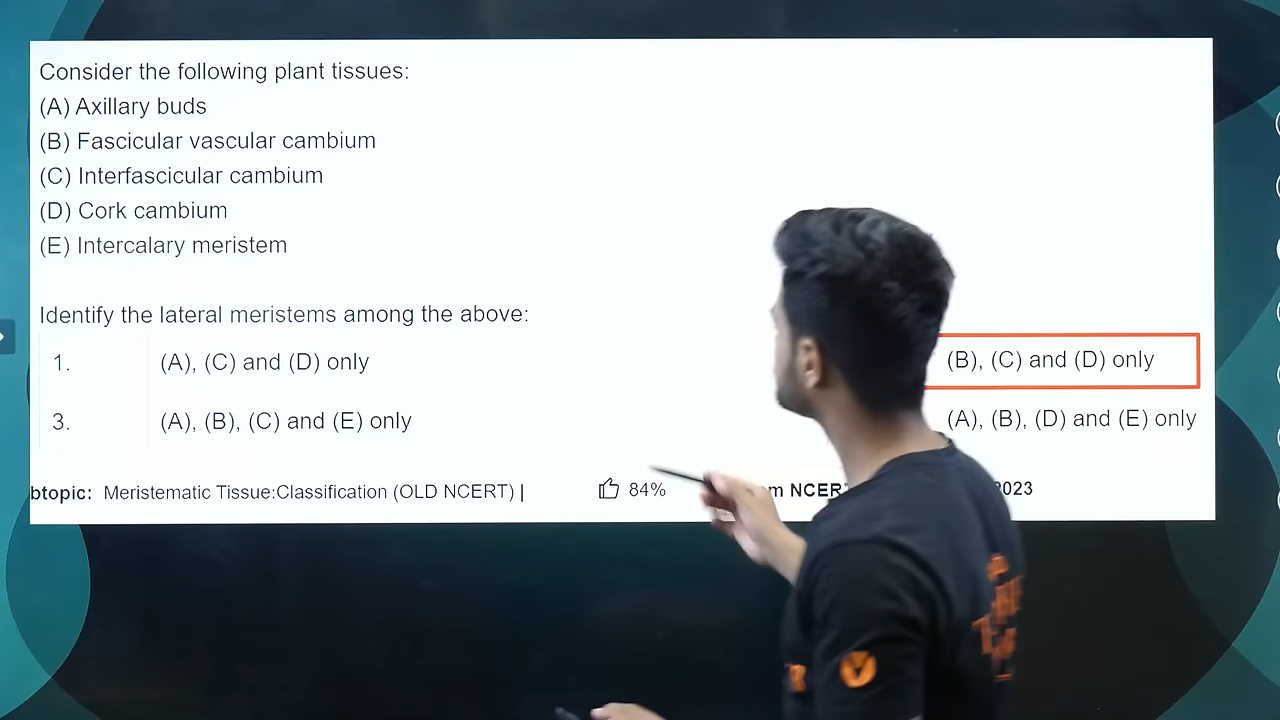 Consider the following plant tissues:
(A) Axillary buds
(B) Fascicular vascular cambium
(C) Interfascicular cambium
(D) Cork cambium
(E) Intercalary meristem
Identify the lateral meristems among the above:
1. (A), (C) and (D) only (B), (C) and (D) only
3. (A), (B), (C) and (E) only (A), (B), (D) and (E) only
btopic: Meristematic Tissue:Classification (OLD NCERT) | 84% m NCER 2023